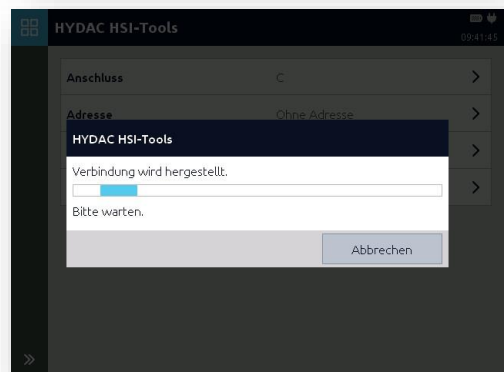 HYDAC HSI-Tools
09:41:45
Anschluss C
Adresse Ohne Adresse
HYDAC HSI-Tools
Verbindung wird hergestellt.
Bitte warten.
Abbrechen